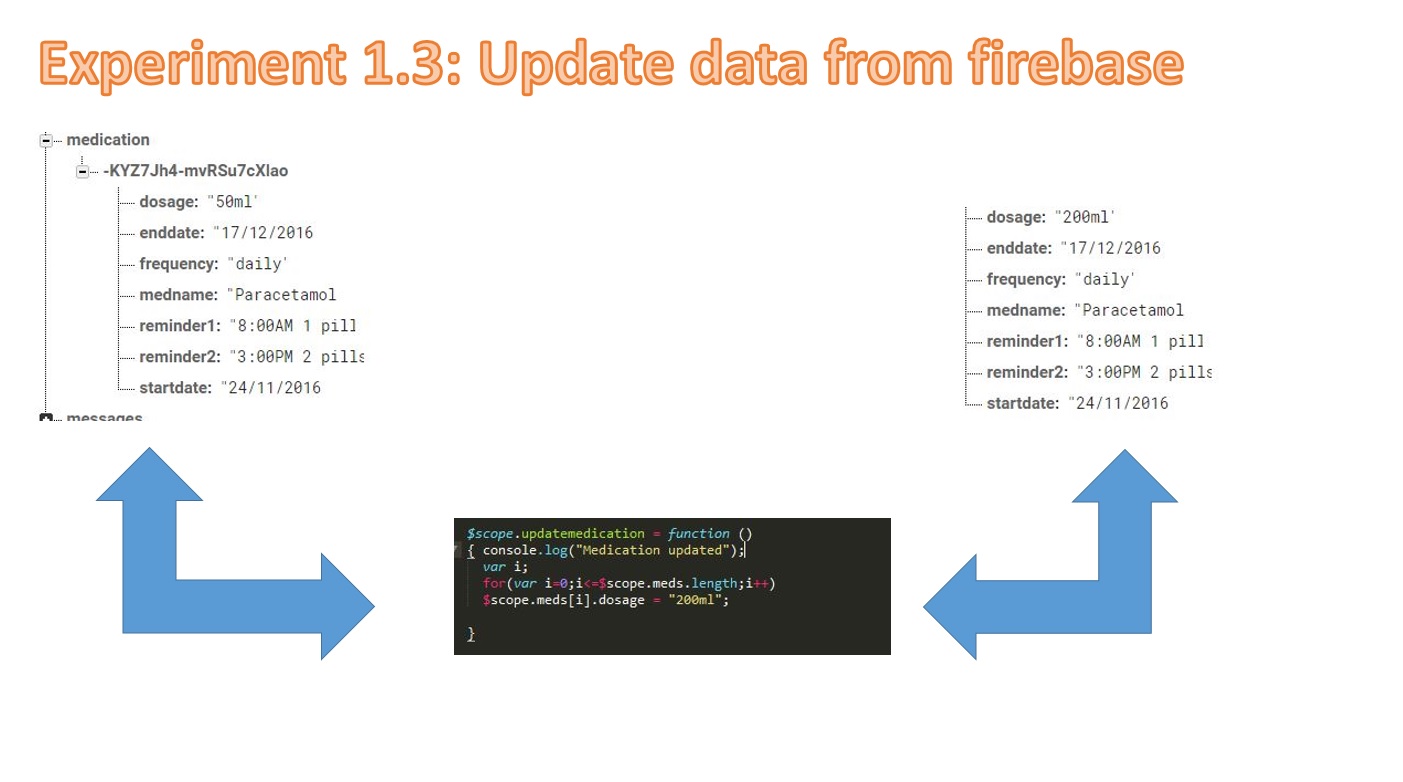 Experiment 1.3: Update data from firebase
medication
-KYZ7Jh4-mvRSu7cXlao
dosage: "50ml"
enddate: "17/12/2016
frequency: "daily'
medname: "Paracetamol
reminder1: "8:00AM 1 pill
reminder2: "3:00PM 2 pills
startdate: "24/11/2016
messages
dosage: "200ml'
enddate: "17/12/2016
frequency: "daily'
medname: "Paracetamol
reminder1: "8:00AM 1 pill
reminder2: "3:00PM 2 pills
startdate: "24/11/2016
$scope.updatemedication = function ()
{ console.log("Medication updated");
var i;
for(var i=0;i<=$scope.meds.length;i++)
$scope.meds[i].dosage = "200ml";
}